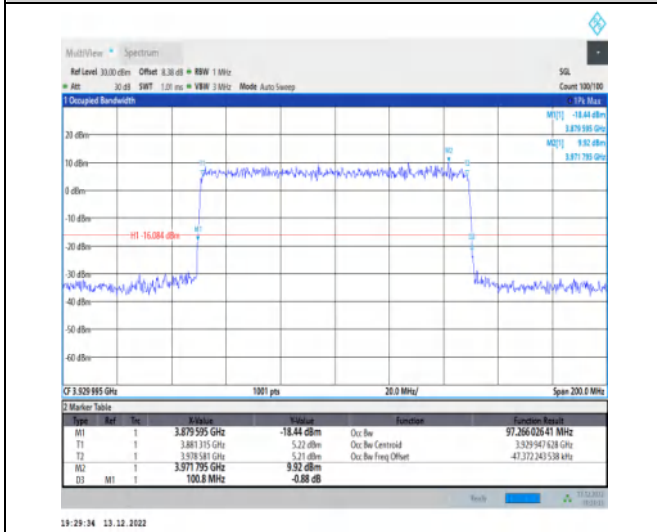 MultiView Spectrum
Ref Level 30.00 dBm Offset 8.38 dB RBW 1 MHz SGL
Att 30 dB SWT 1.01 ms VBW 3 MHz Mode Auto Sweep Count 100/100
1 Occupied Bandwidth 1Pk Max
M1[1] -18.44 dBm
3.879 595 GHz
20 dBm M2[1] 9.92 dBm
3.971 795 GHz
M2
10 dBm
0 dBm
-10 dBm
H1 -16.084 dBm M1
-20 dBm
-30 dBm
-40 dBm
-50 dBm
-60 dBm
CF 3.929 995 GHz 1001 pts 20.0 MHz/ Span 200.0 MHz
2 Marker Table
Type Ref Trc X-Value Y-Value Function Function Result
M1 1 3.879 595 GHz -18.44 dBm Occ Bw 97.266 026 41 MHz
T1 1 3.881 315 GHz 5.22 dBm Occ Bw Centroid 3.929 947 628 GHz
T2 1 3.978 581 GHz 5.21 dBm Occ Bw Freq Offset -47.372 243 538 kHz
M2 1 3.971 795 GHz 9.92 dBm
D3 M1 1 100.8 MHz -0.88 dB
Ready
19:29:34 13.12.2022